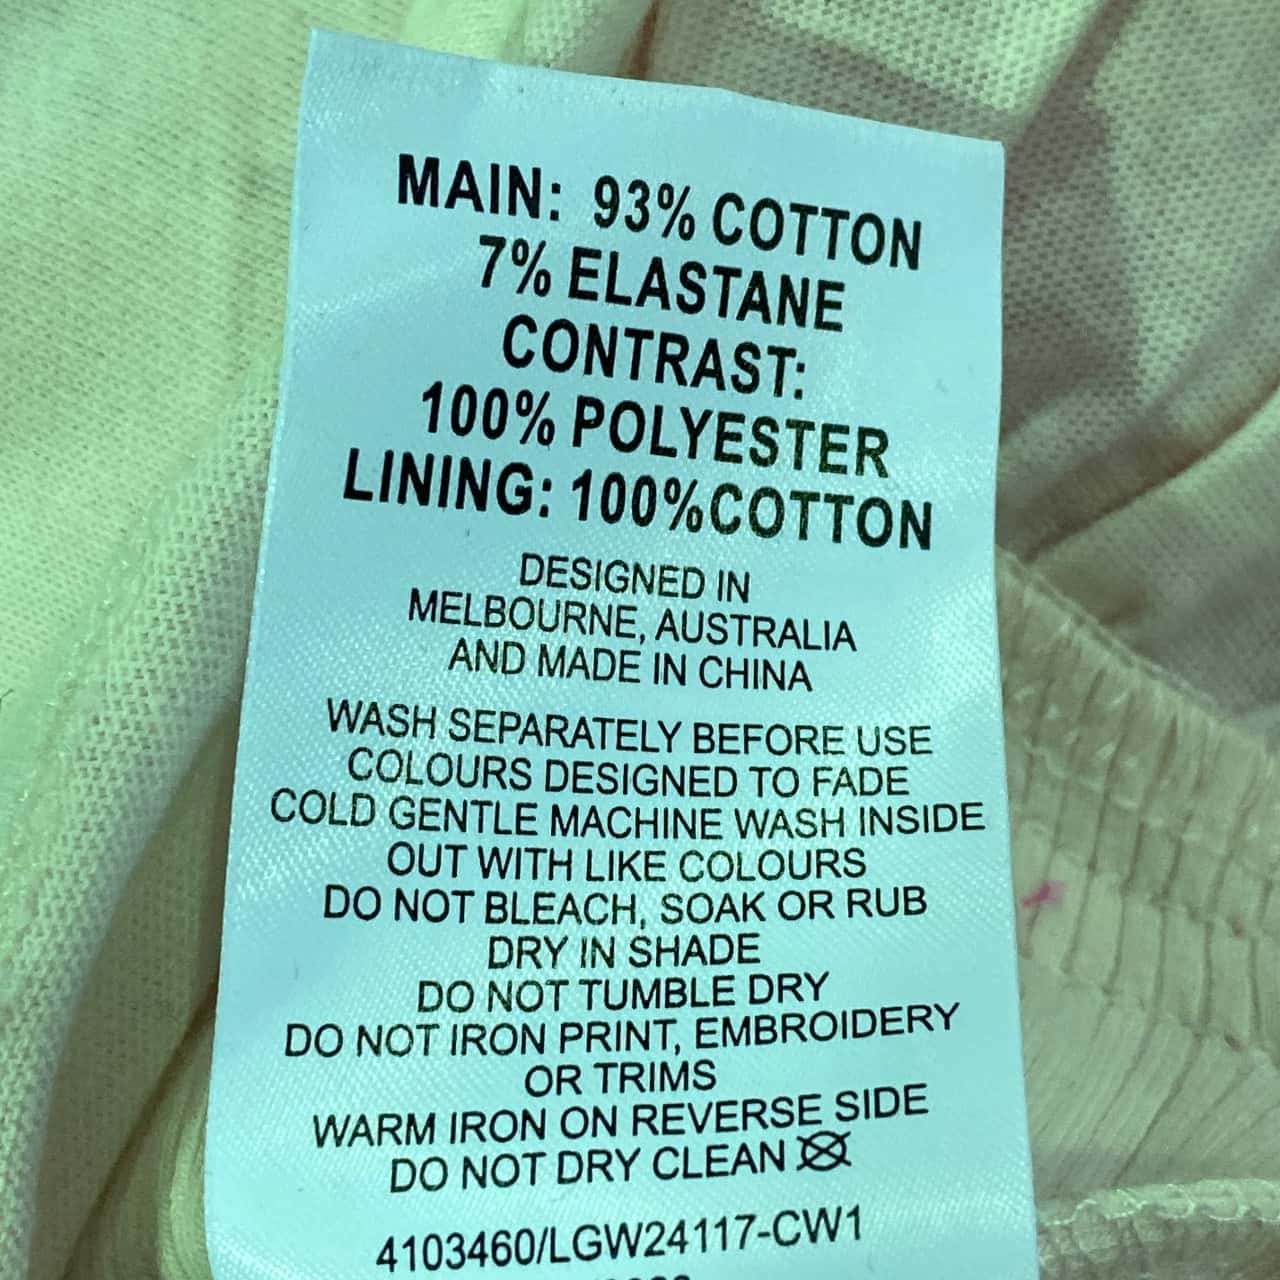 MAIN: 93% COTTON
7% ELASTANE
CONTRAST:
100% POLYESTER
LINING: 100%COTTON
DESIGNED IN
MELBOURNE, AUSTRALIA
AND MADE IN CHINA
WASH SEPARATELY BEFORE USE
COLOURS DESIGNED TO FADE
COLD GENTLE MACHINE WASH INSIDE
OUT WITH LIKE COLOURS
DO NOT BLEACH, SOAK OR RUB
DRY IN SHADE
DO NOT TUMBLE DRY
DO NOT IRON PRINT, EMBROIDERY
OR TRIMS
WARM IRON ON REVERSE SIDE
DO NOT DRY CLEAN
4103460/LGW24117-CW1